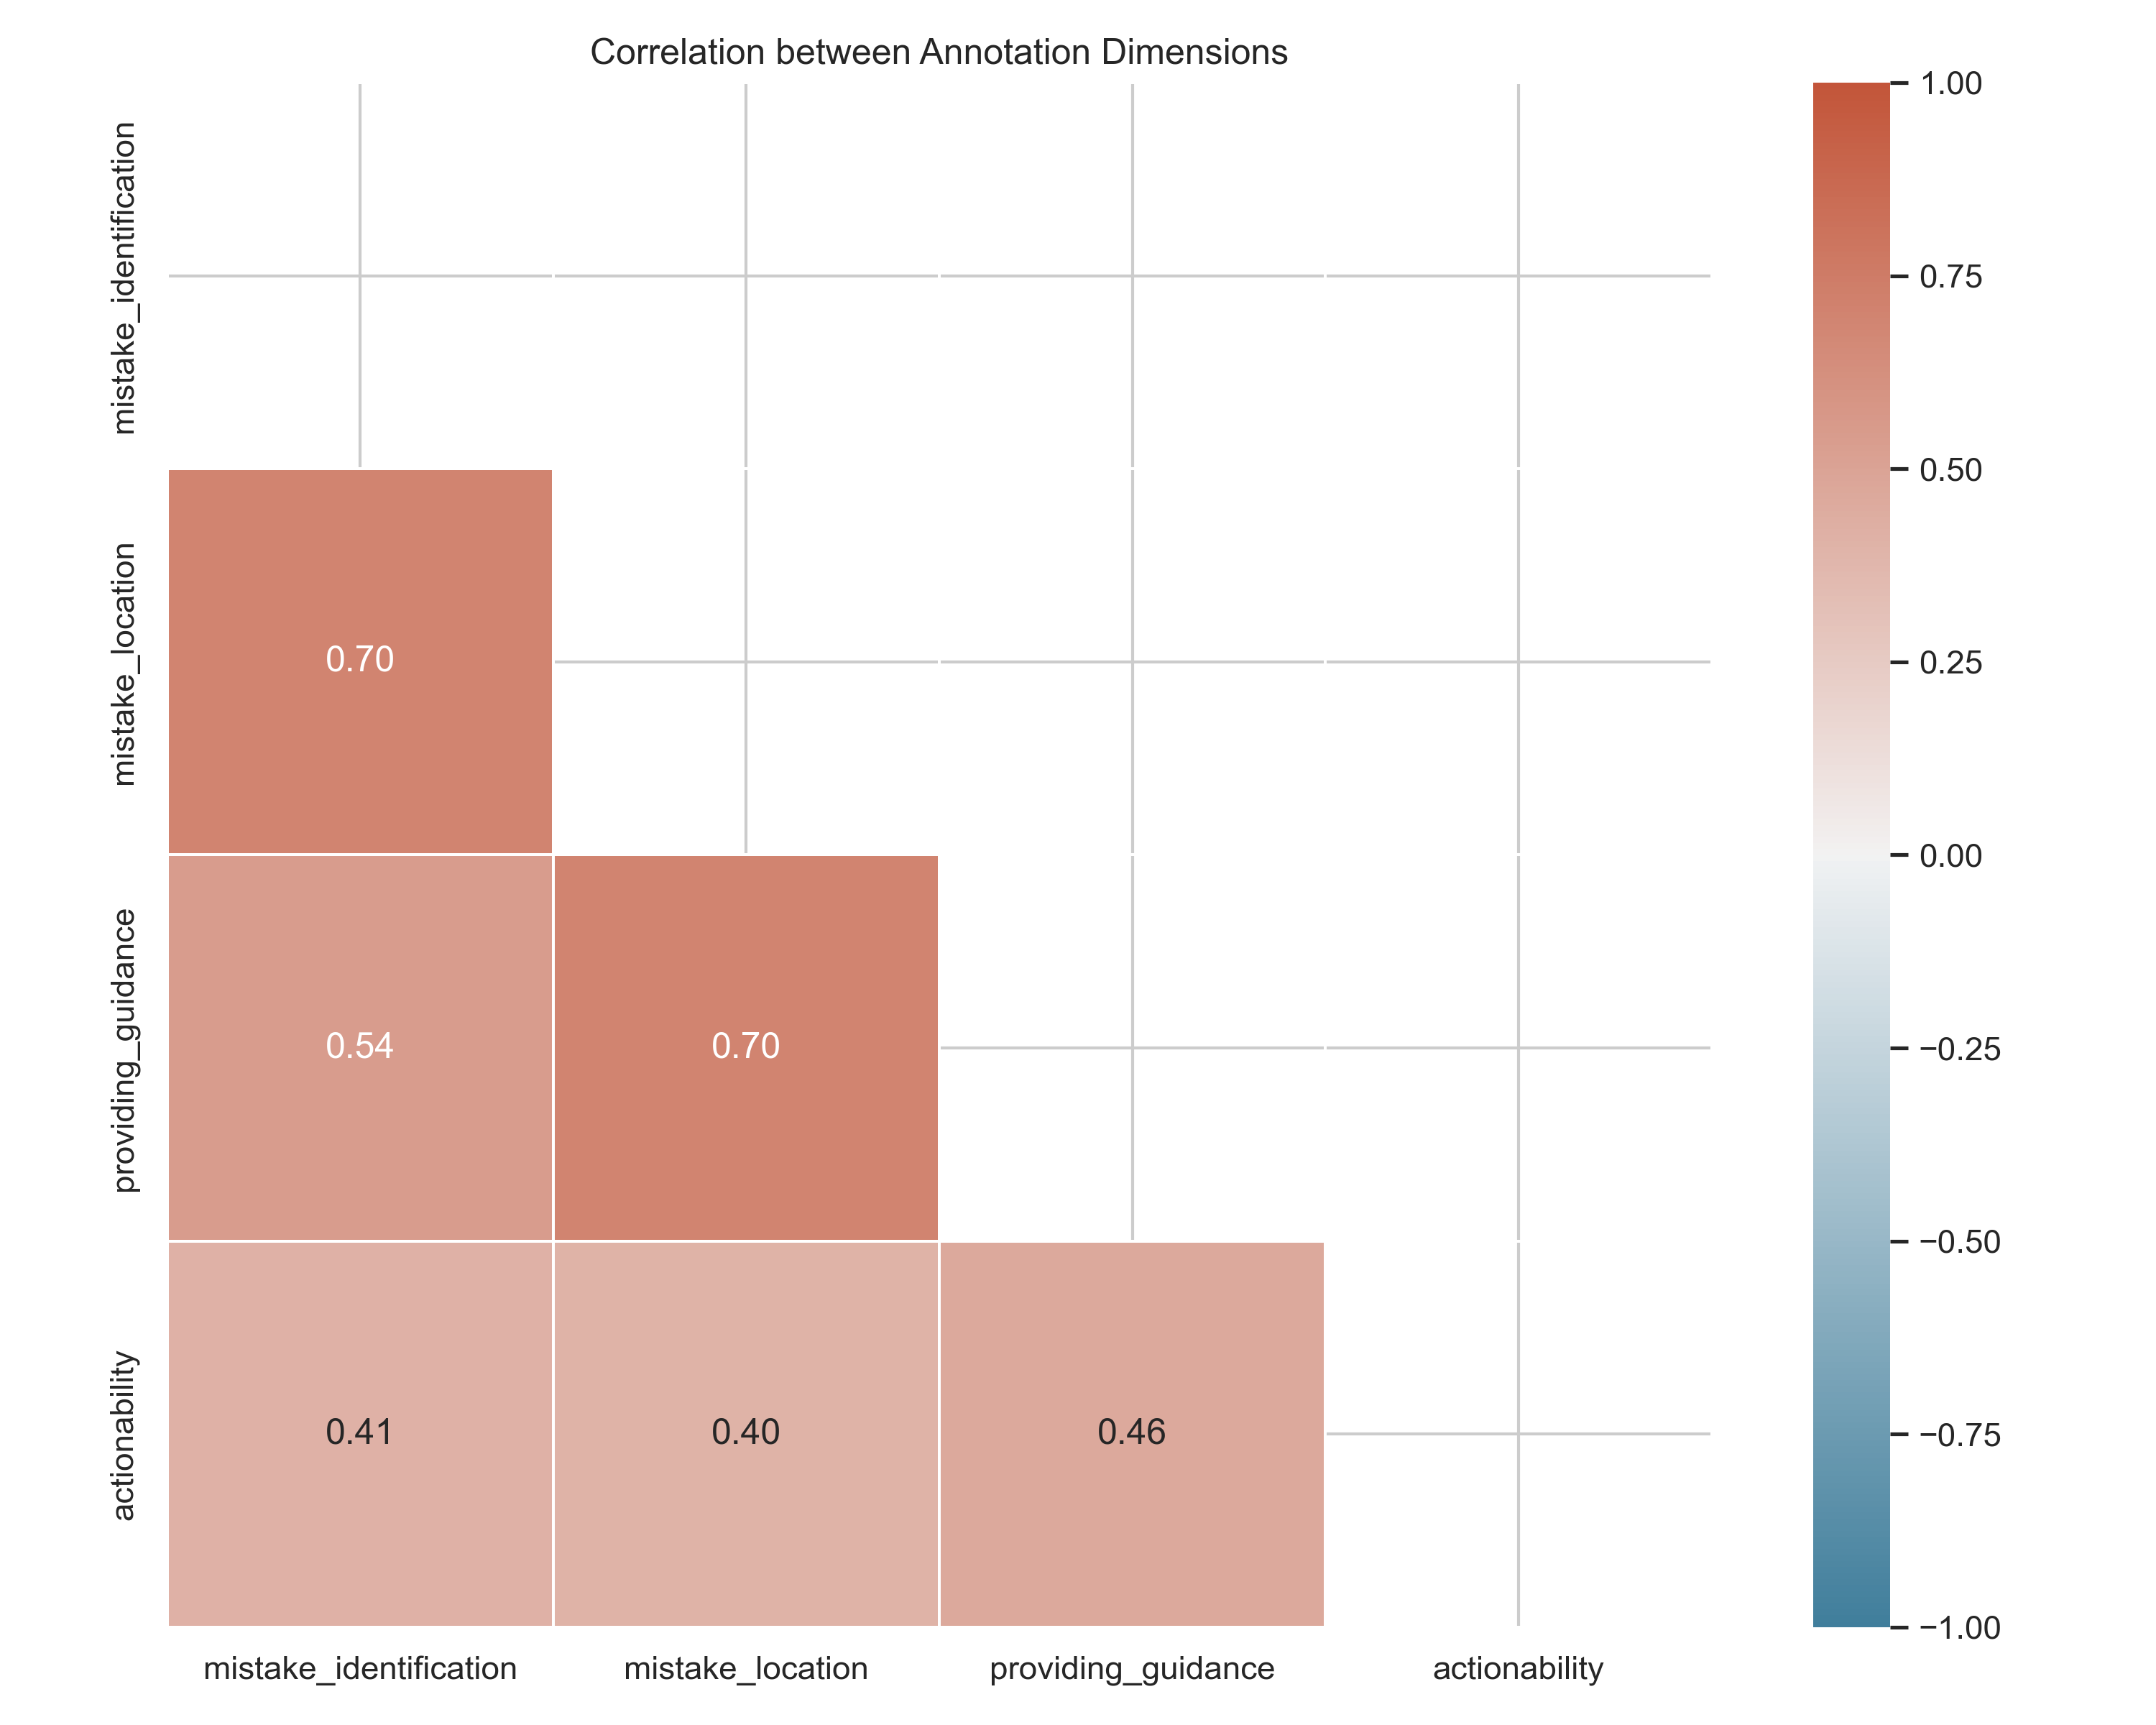 Correlation between Annotation Dimensions
mistake_identification
mistake_location
providing_guidance
actionability
0.70
0.54
0.70
0.41
0.40
0.46
mistake_identification
mistake_location
providing_guidance
actionability
1.00
0.75
0.50
0.25
0.00
−0.25
−0.50
−0.75
−1.00